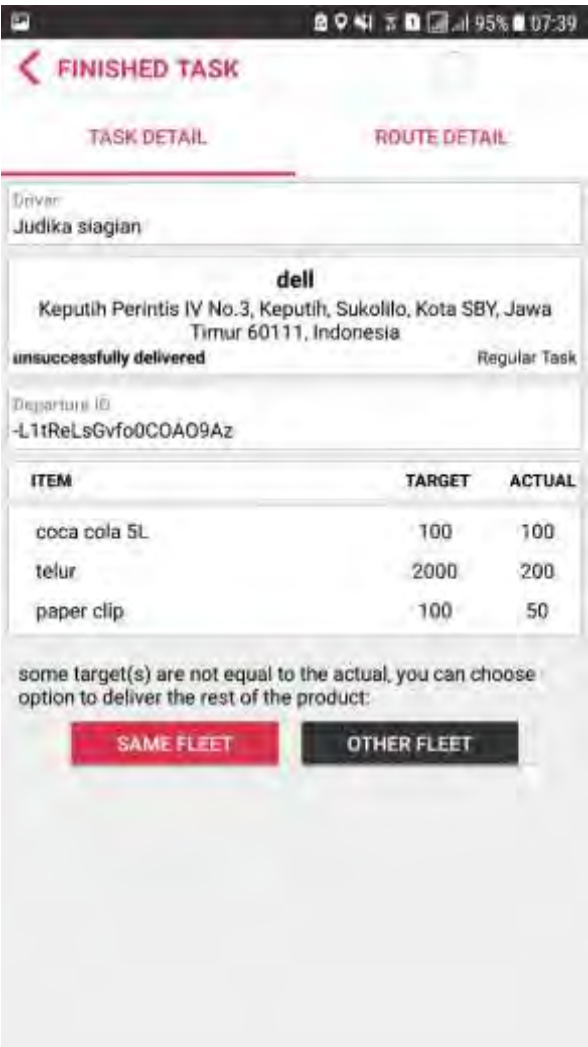 95% 07:39
FINISHED TASK
TASK DETAIL ROUTE DETAIL
Driver
Judika siagian
dell
Keputih Perintis IV No.3, Keputih, Sukolilo, Kota SBY, Jawa
Timur 60111, Indonesia
unsuccessfully delivered Regular Task
Departure ID
-L1tReLsGvfo0COAO9Az
ITEM TARGET ACTUAL
coca cola 5L 100 100
telur 2000 200
paper clip 100 50
some target(s) are not equal to the actual, you can choose
option to deliver the rest of the product:
SAME FLEET OTHER FLEET